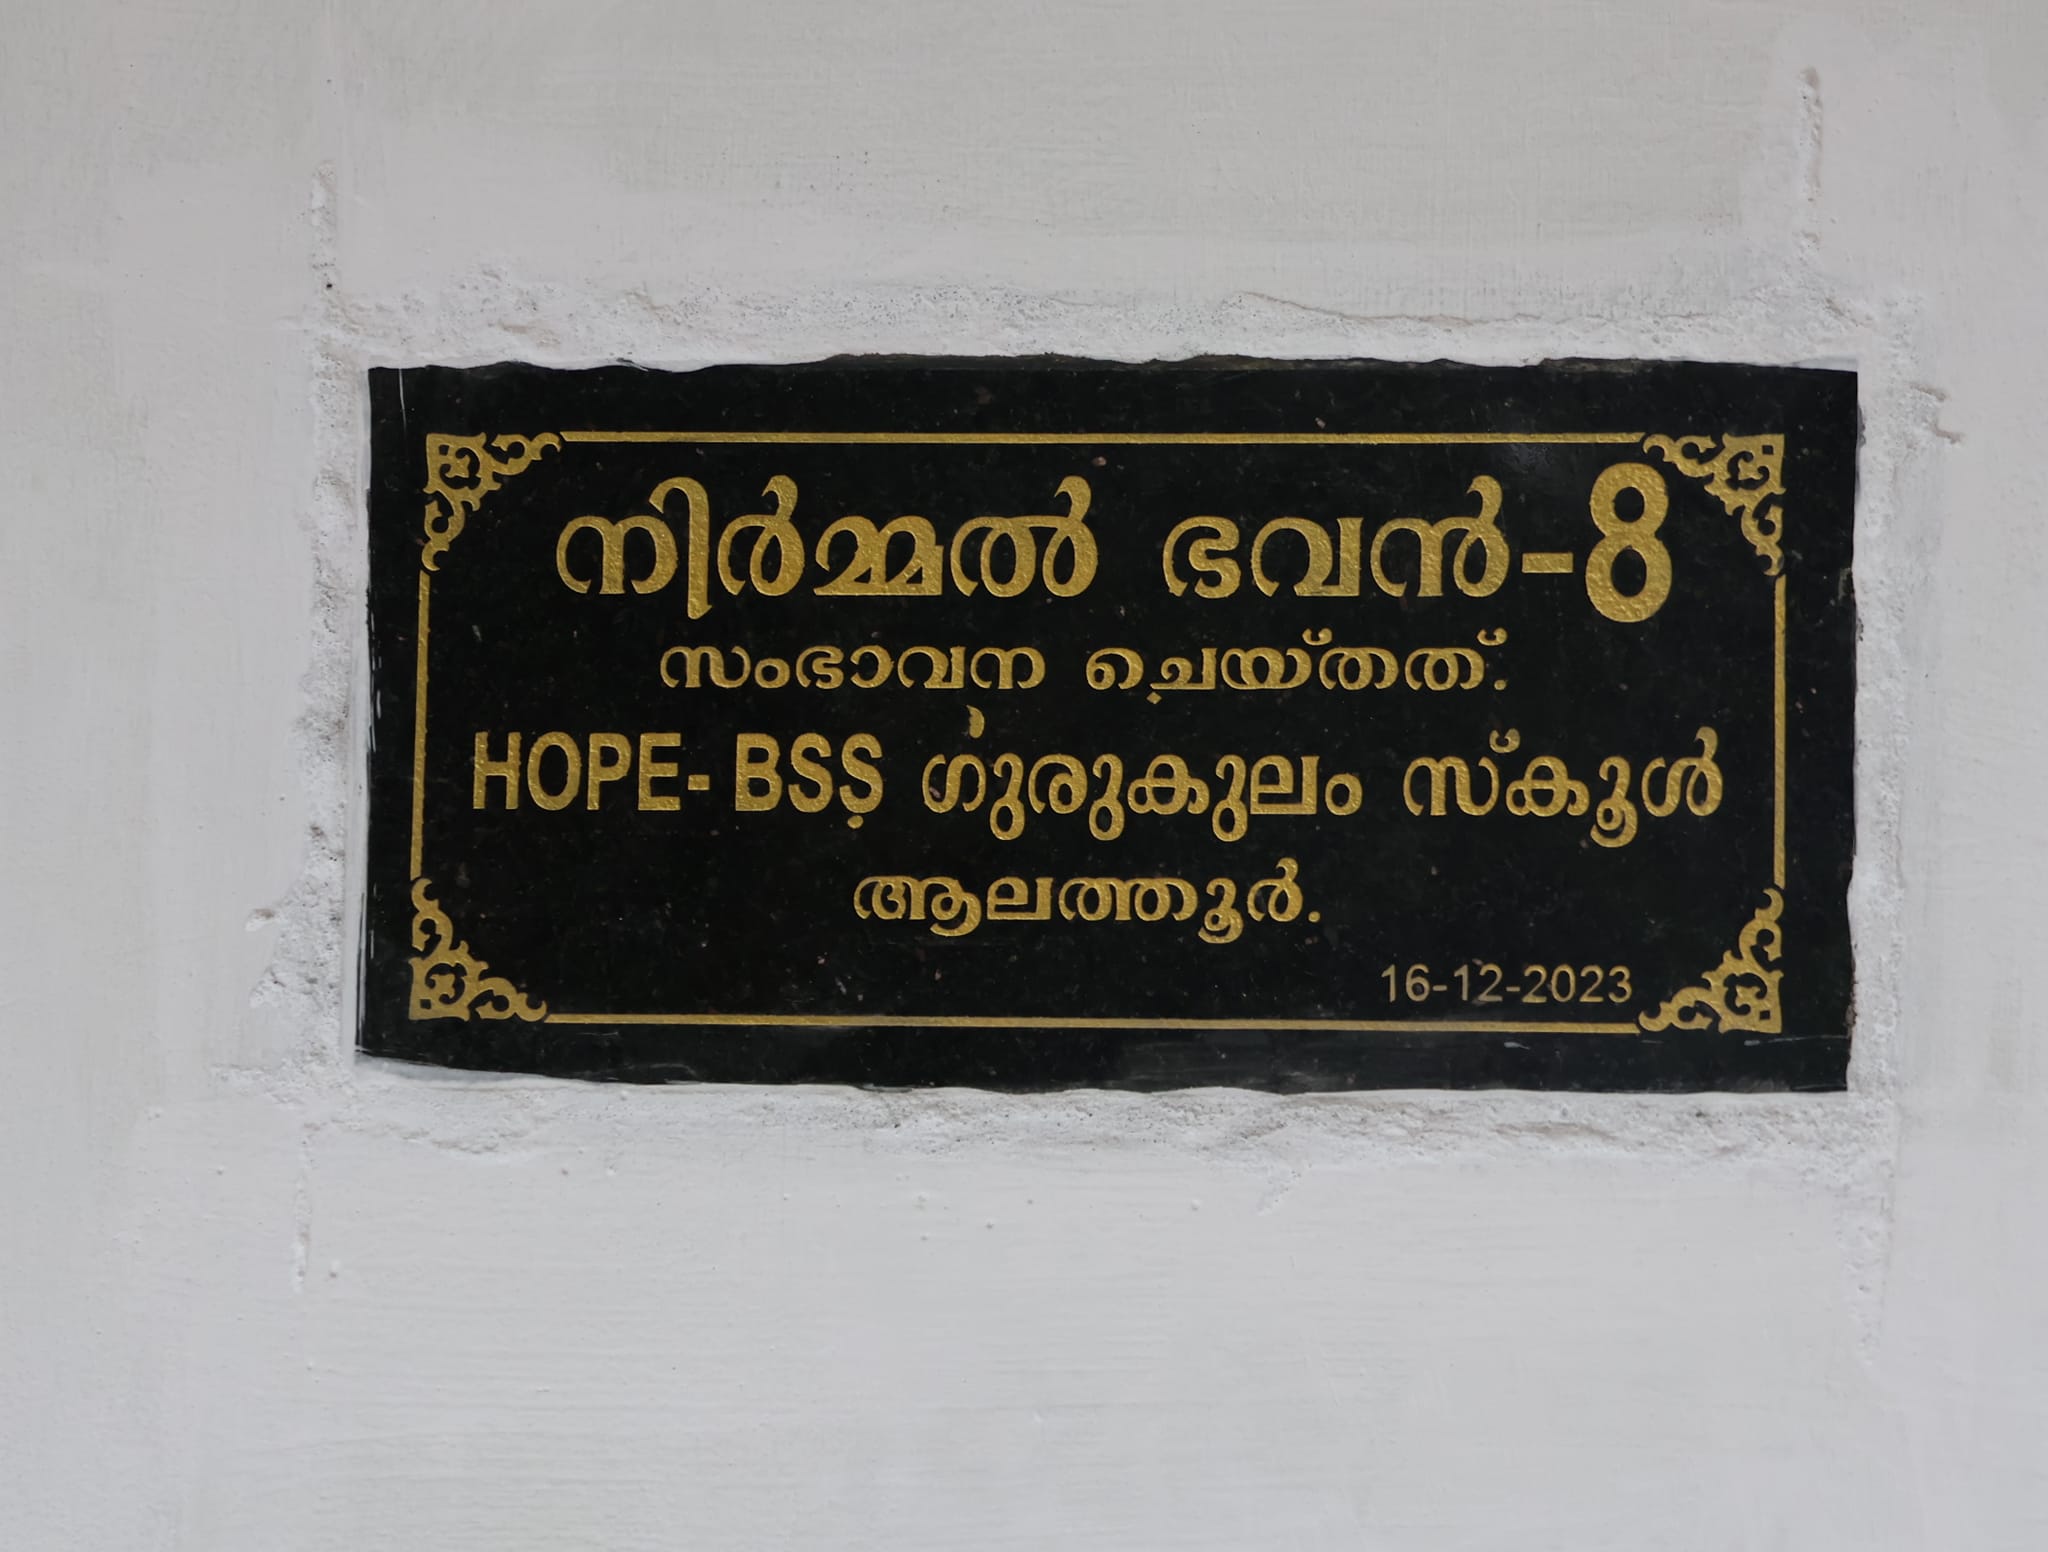 നിർമ്മൽ ഭവൻ-8
സംഭാവന ചെയ്തത്.
HOPE- BSS ഗുരുകുലം സ്കൂൾ
ആലത്തൂർ.
16-12-2023